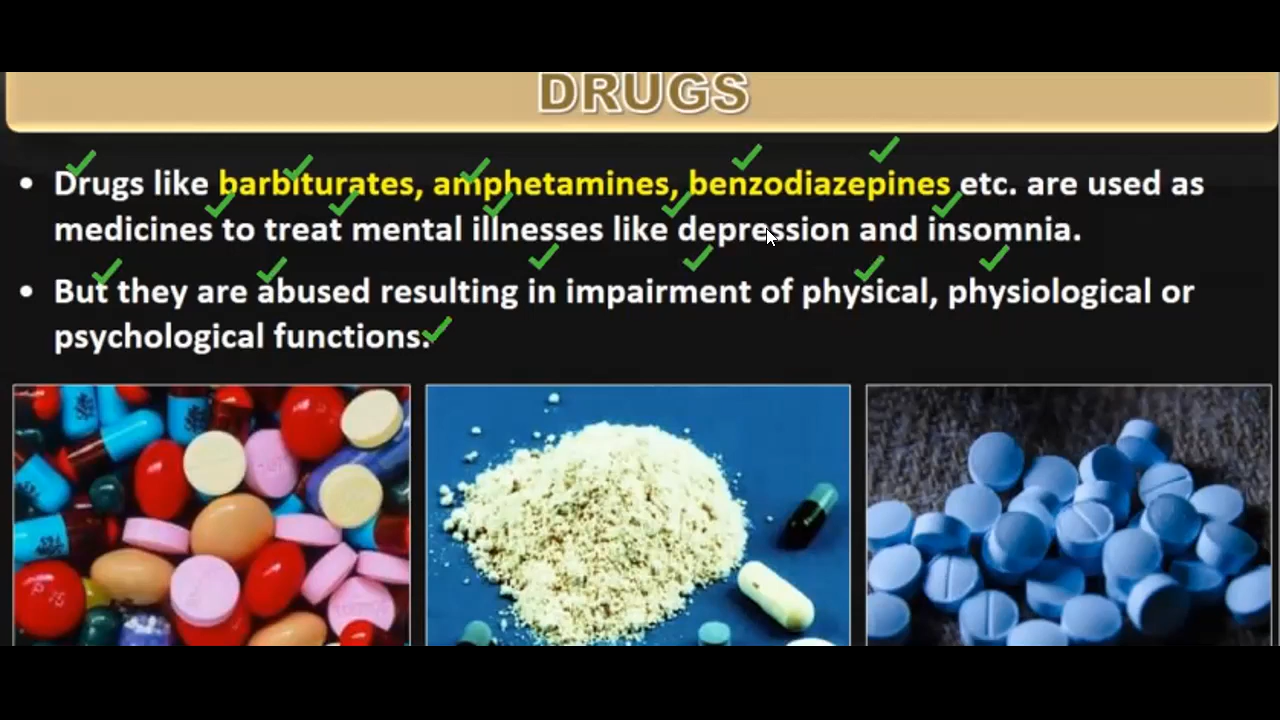 DRUGS
• Drugs like barbiturates, amphetamines, benzodiazepines etc. are used as
medicines to treat mental illnesses like depression and insomnia.
• But they are abused resulting in impairment of physical, physiological or
psychological functions.